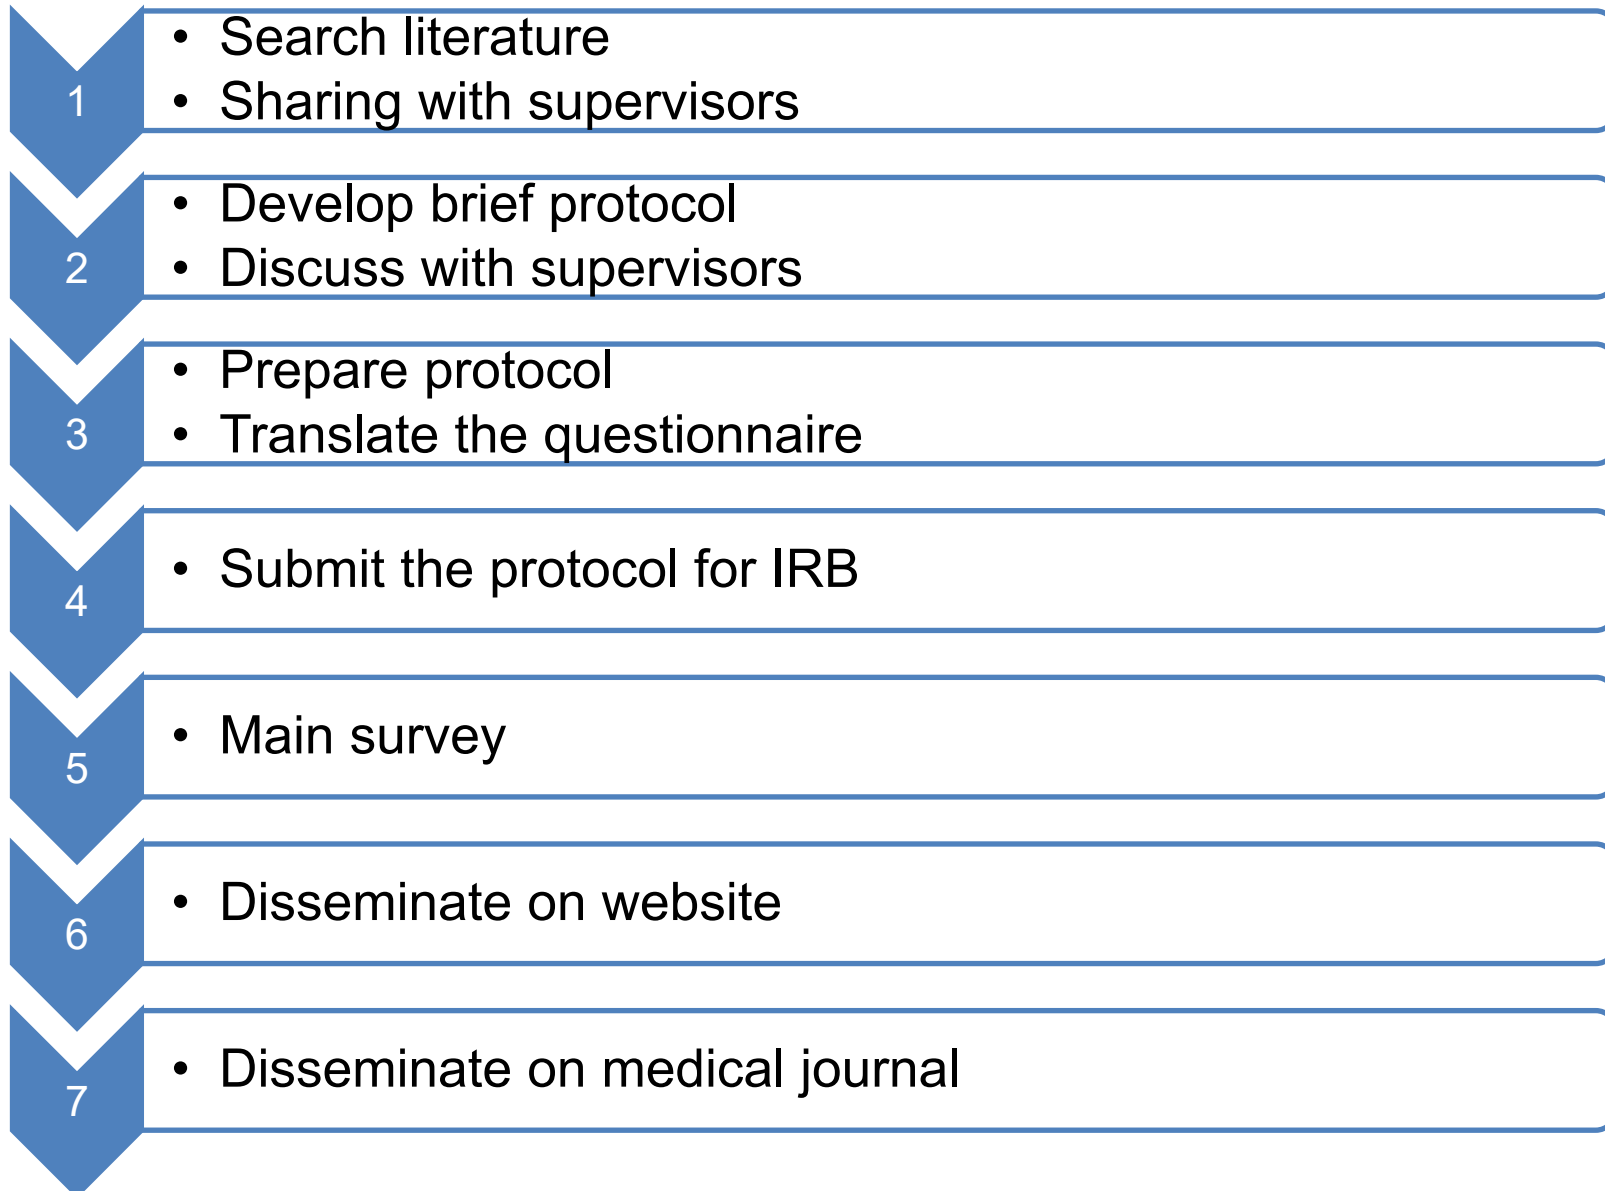 1
• Search literature
• Sharing with supervisors
2
• Develop brief protocol
• Discuss with supervisors
3
• Prepare protocol
• Translate the questionnaire
4
• Submit the protocol for IRB
5
• Main survey
6
• Disseminate on website
7
• Disseminate on medical journal